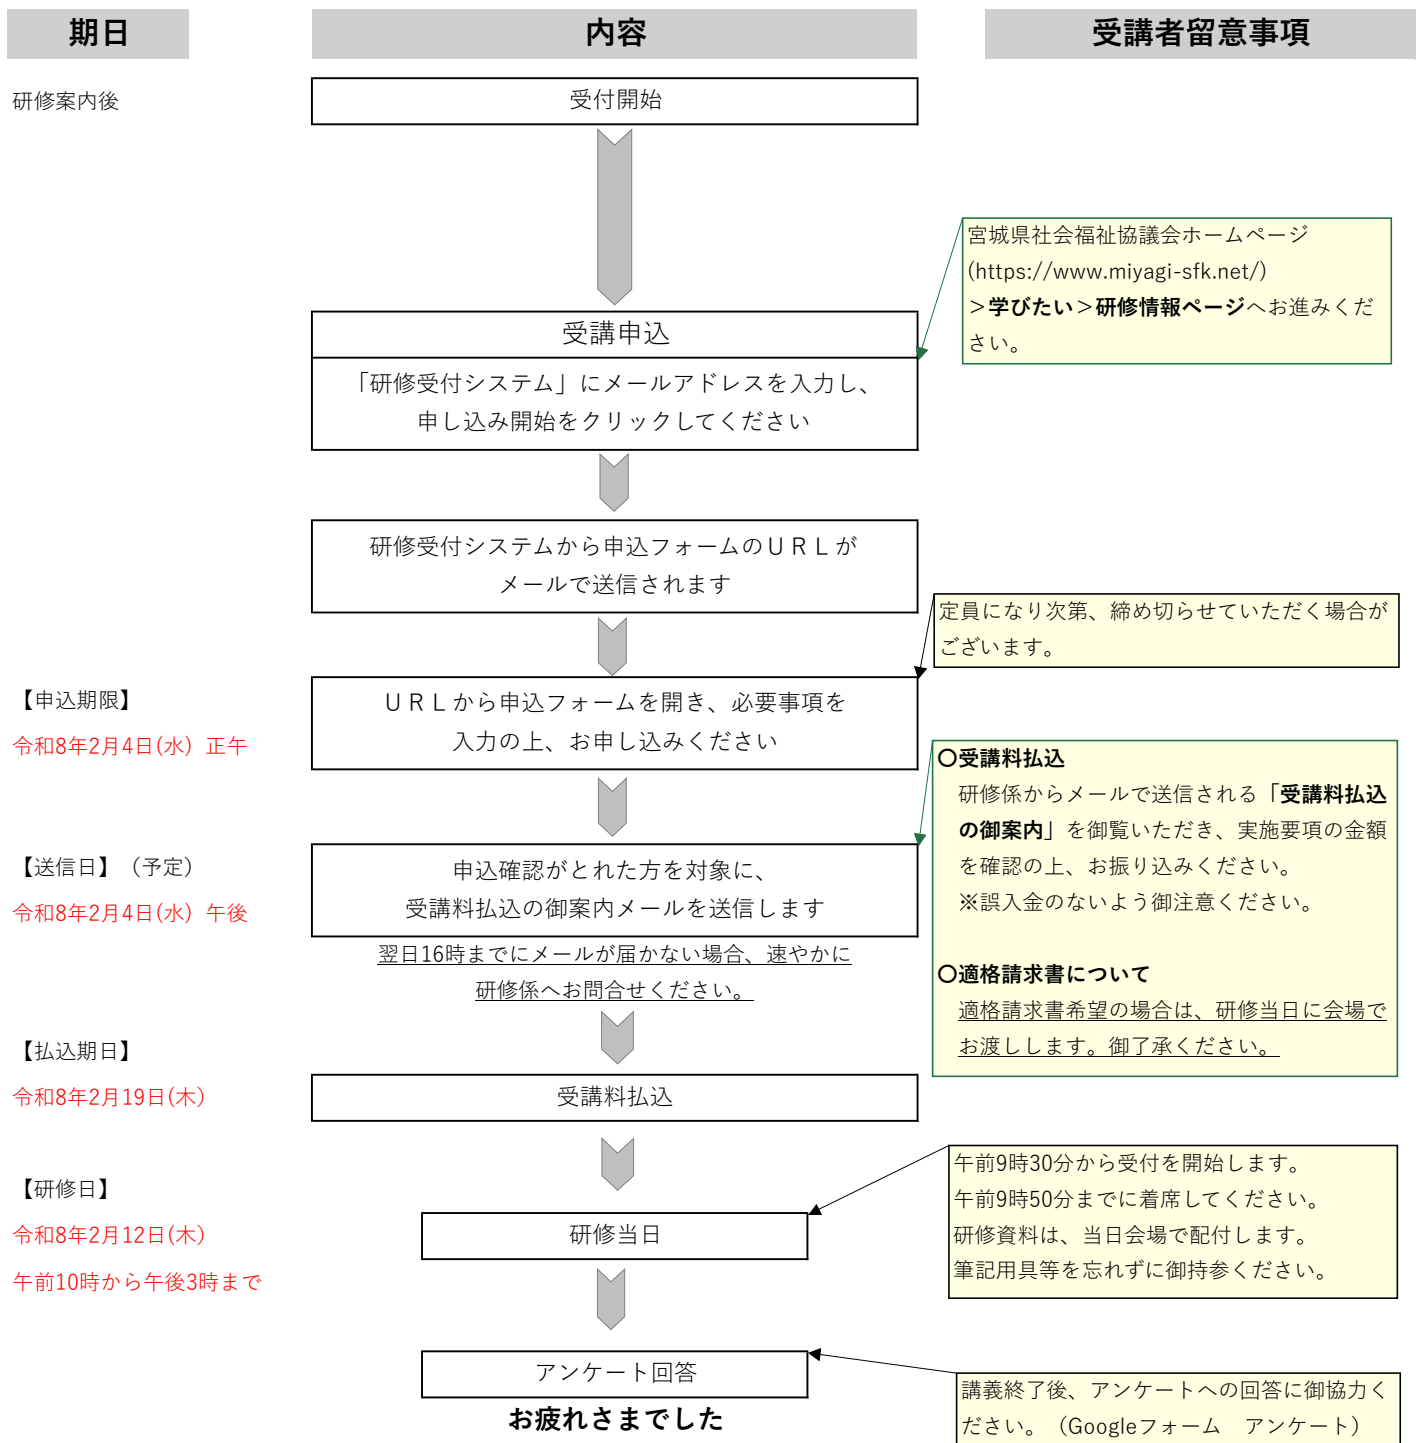 期日
内容
受講者留意事項
研修案内後
受付開始
宮城県社会福祉協議会ホームページ
(https://www.miyagi-sfk.net/)
＞学びたい＞研修情報ページへお進みくだ
さい。
受講申込
「研修受付システム」にメールアドレスを入力し、
申し込み開始をクリックしてください
研修受付システムから申込フォームのＵＲＬが
メールで送信されます
定員になり次第、締め切らせていただく場合が
ございます。
【申込期限】
令和8年2月4日(水) 正午
ＵＲＬから申込フォームを開き、必要事項を
入力の上、お申し込みください
〇受講料払込
研修係からメールで送信される「受講料払込
の御案内」を御覧いただき、実施要項の金額
を確認の上、お振り込みください。
※誤入金のないよう御注意ください。
〇適格請求書について
適格請求書希望の場合は、研修当日に会場で
お渡しします。御了承ください。
【送信日】（予定）
令和8年2月4日(水) 午後
申込確認がとれた方を対象に、
受講料払込の御案内メールを送信します
翌日16時までにメールが届かない場合、速やかに
研修係へお問合せください。
【払込期日】
令和8年2月19日(木)
受講料払込
【研修日】
令和8年2月12日(木)
午前10時から午後3時まで
研修当日
午前9時30分から受付を開始します。
午前9時50分までに着席してください。
研修資料は、当日会場で配付します。
筆記用具等を忘れずに御持参ください。
アンケート回答
お疲れさまでした
講義終了後、アンケートへの回答に御協力く
ださい。（Googleフォーム　アンケート）